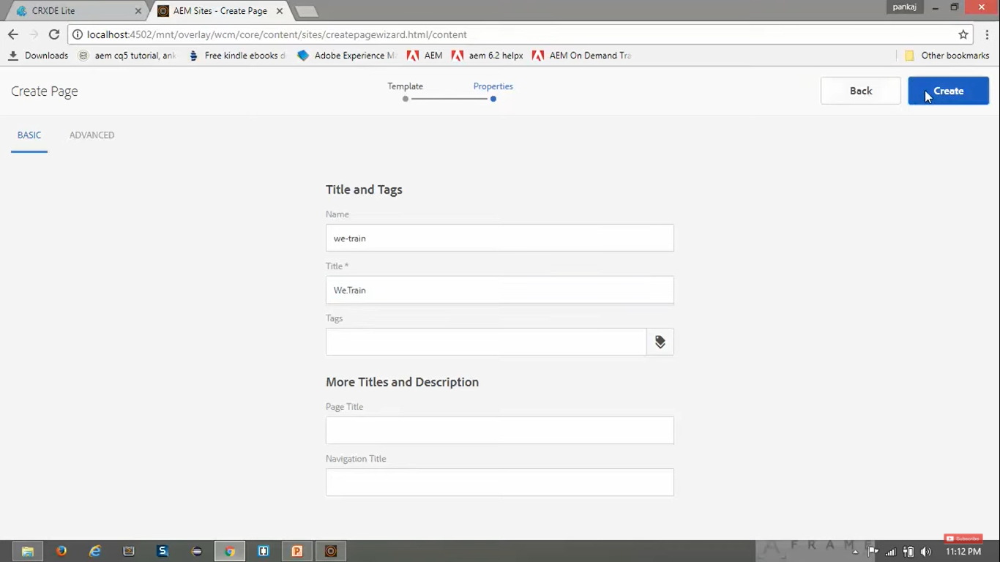 CRXDE Lite
AEM Sites - Create Page
pankaj
localhost:4502/mnt/overlay/wcm/core/content/sites/createpagewizard.html/content
Downloads
aem cq5 tutorial, ank
Free kindle ebooks d
Adobe Experience M
AEM
aem 6.2 helpx
AEM On Demand Tra
Other bookmarks
Create Page
Template
Properties
Back
Create
BASIC
ADVANCED
Title and Tags
Name
we-train
Title *
We.Train
Tags
More Titles and Description
Page Title
Navigation Title
A FRAME
Subscribe
11:12 PM